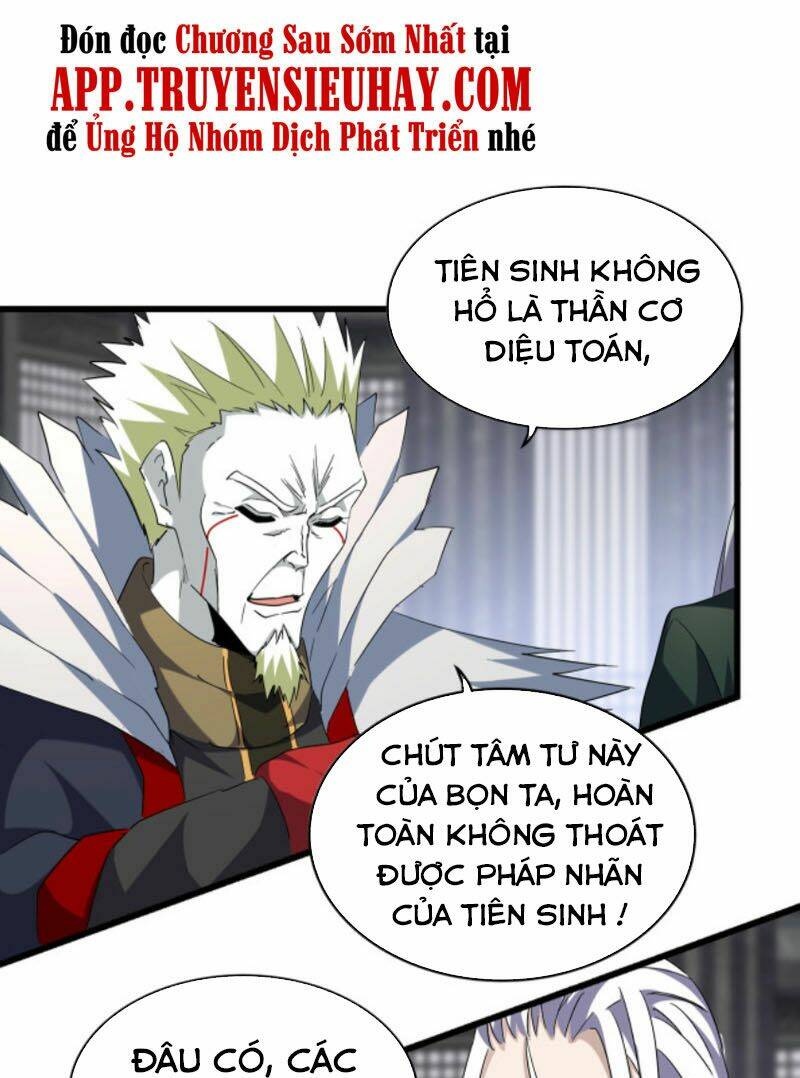 Đón đọc Chương Sau Sớm Nhất tại
APP.TRUYENSIEUHAY.COM
để Ủng Hộ Nhóm Dịch Phát Triển nhé
TIÊN SINH KHÔNG
HỔ LÀ THẦN CƠ
DIỆU TOÁN,
CHÚT TÂM TƯ NÀY
CỦA BỌN TA, HOÀN
TOÀN KHÔNG THOÁT
ĐƯỢC PHÁP NHÃN
CỦA TIÊN SINH !
ĐÂU CÓ, CÁC